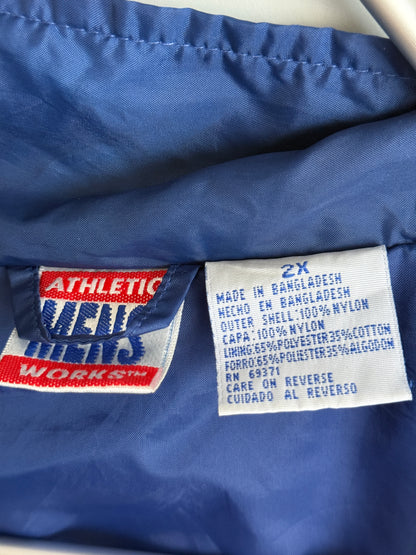 ATHLETIC
MENS
WORKS™
2X
MADE IN BANGLADESH
HECHO EN BANGLADESH
OUTER SHELL:100%NYLON
CAPA:100%NYLON
LINING:65%POLYESTER35%COTTON
FORRO:65%POLIESTER35%ALGODON
RN 69371
CARE ON REVERSE
CUIDADO AL REVERSO